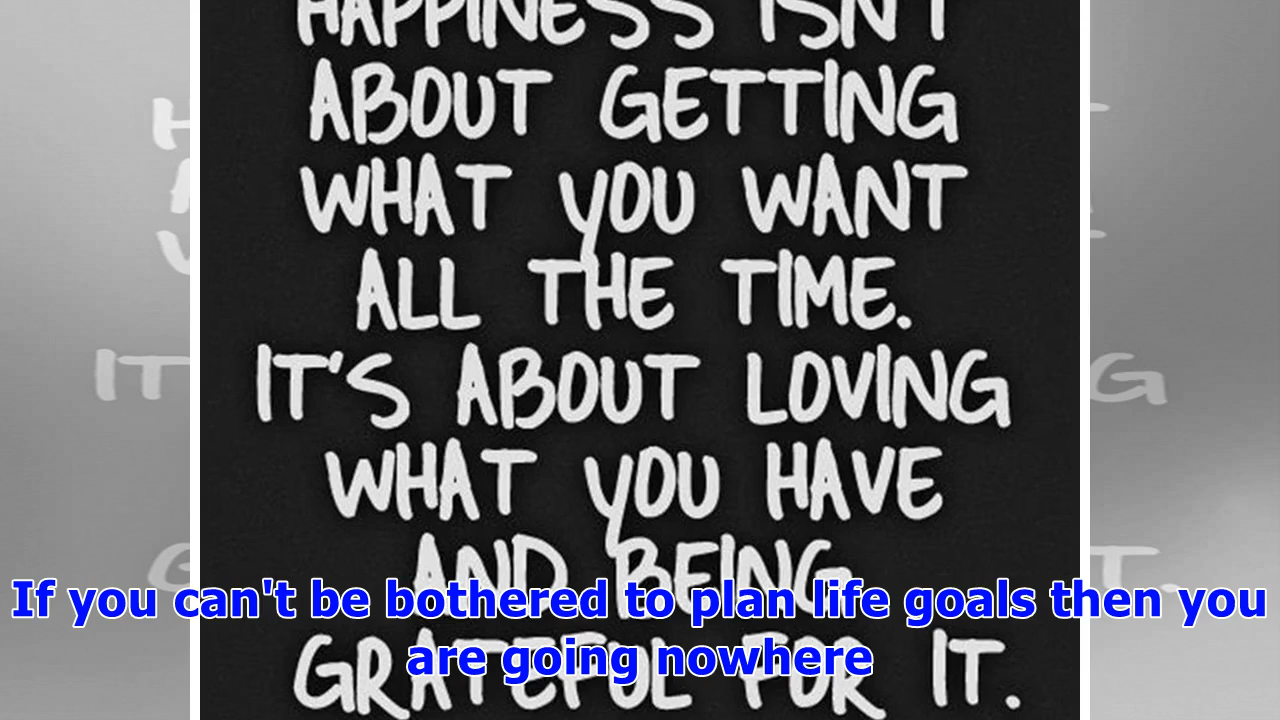 HAPPINESS ISN'T
ABOUT GETTING
WHAT YOU WANT
ALL THE TIME.
IT'S ABOUT LOVING
WHAT YOU HAVE
AND BEING
GRATEFUL FOR IT.
If you can't be bothered to plan life goals then you
are going nowhere